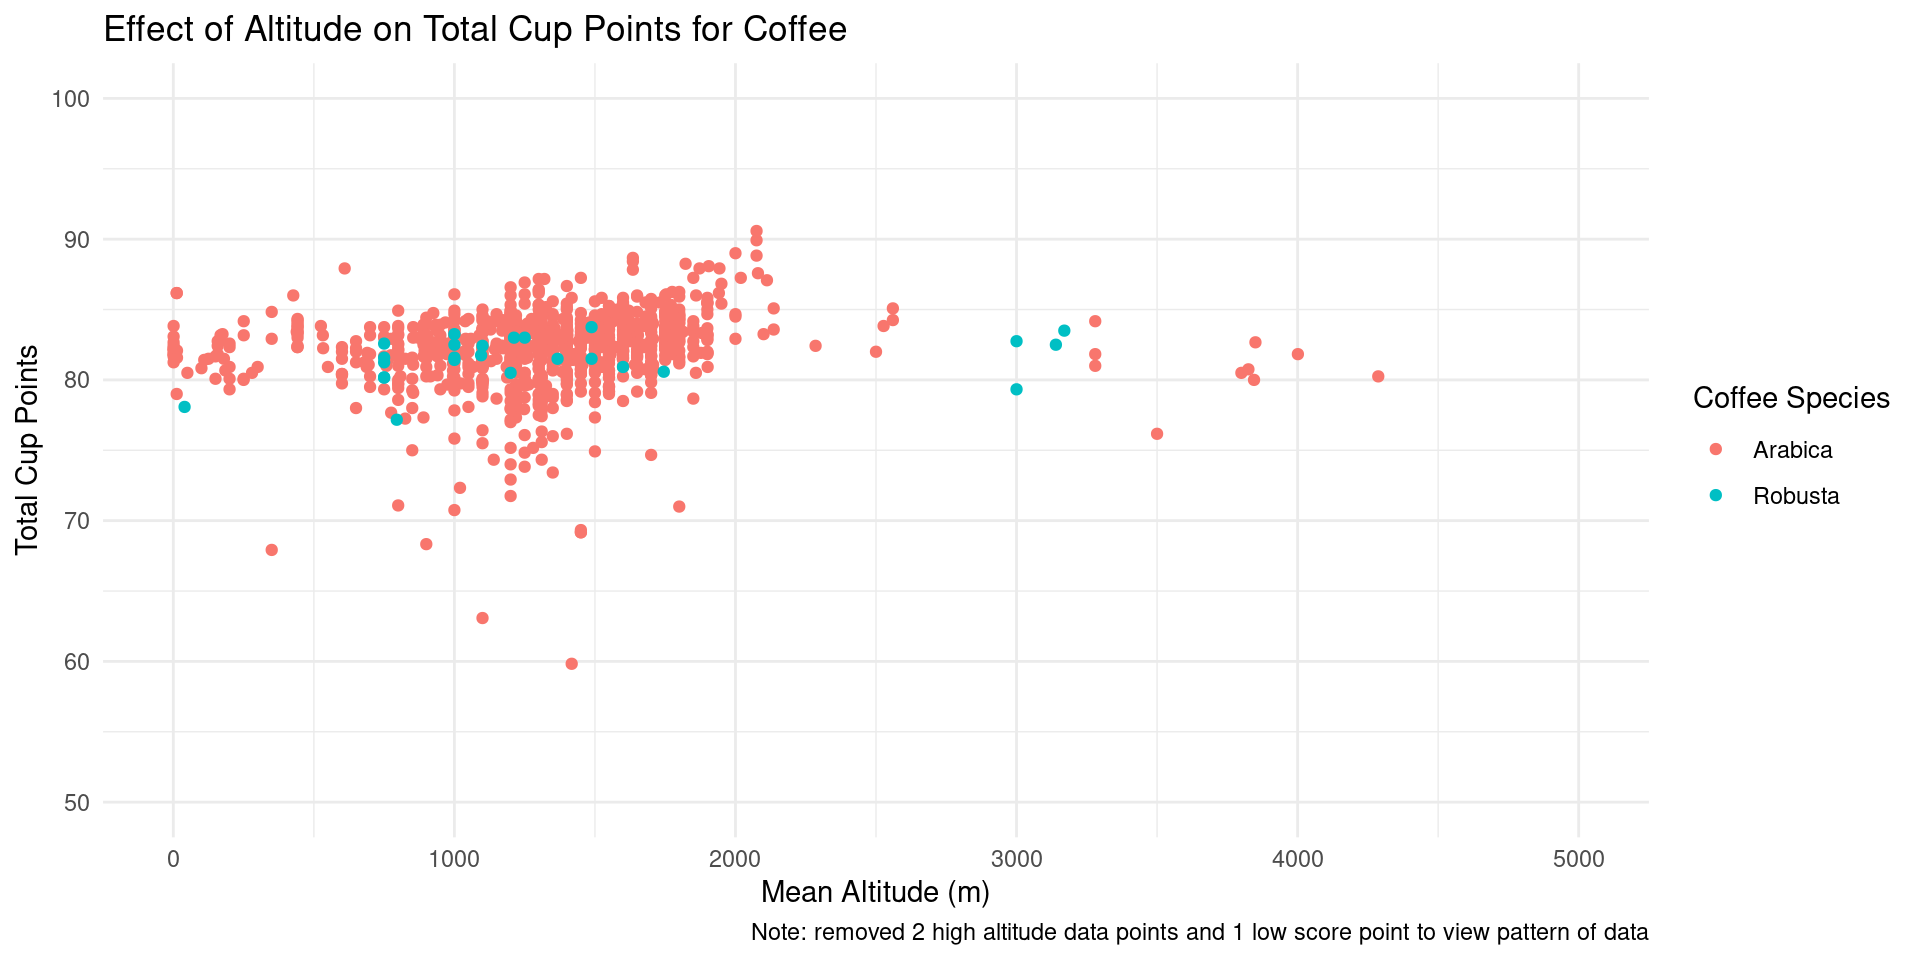 Effect of Altitude on Total Cup Points for Coffee
Total Cup Points
100
90
80
70
60
50
0 1000 2000 3000 4000 5000
Mean Altitude (m)
Coffee Species
Arabica
Robusta
Note: removed 2 high altitude data points and 1 low score point to view pattern of data